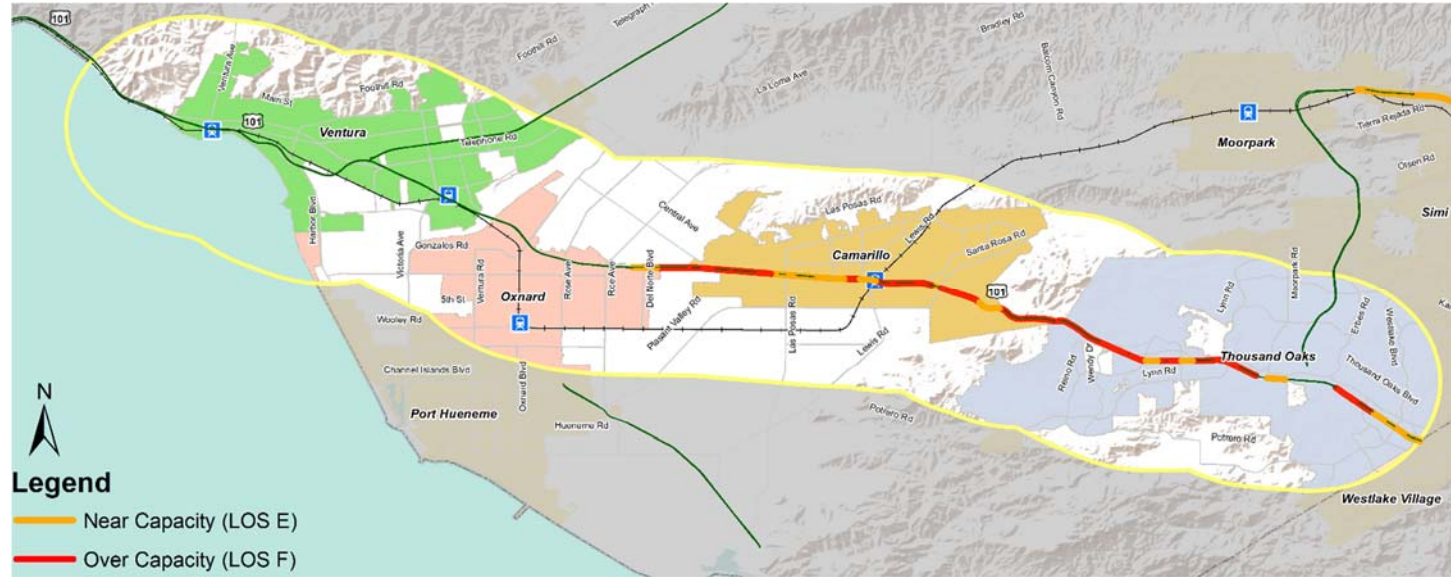 101
Ventura Ave
Foothill Rd
Telegraph
Bradley Rd
Balcom Canyon Rd
La Loma Ave
Foothill Rd
Main St
101
Ventura
Telephone Rd
Moorpark
Tierra Rejada Rd
Olsen Rd
Simi
Harbor Blvd
Victoria Ave
Gonzales Rd
Ventura Rd
5th St
Oxnard
Rose Ave
Rice Ave
Del Norte Blvd
Central Ave
Las Posas Rd
Camarillo
Lewis Rd
Santa Rosa Rd
101
Pleasant Valley Rd
Las Posas Rd
Lewis Rd
Wooley Rd
Channel Islands Blvd
Oxnard Blvd
Port Hueneme
Hueneme Rd
Potrero Rd
Reino Rd
Wendy Dr
Lynn Rd
Lynn Rd
Moorpark Rd
Thousand Oaks
Erbes Rd
Westlake Blvd
Thousand Oaks Blvd
Potrero Rd
Westlake Village
N
Legend
Near Capacity (LOS E)
Over Capacity (LOS F)